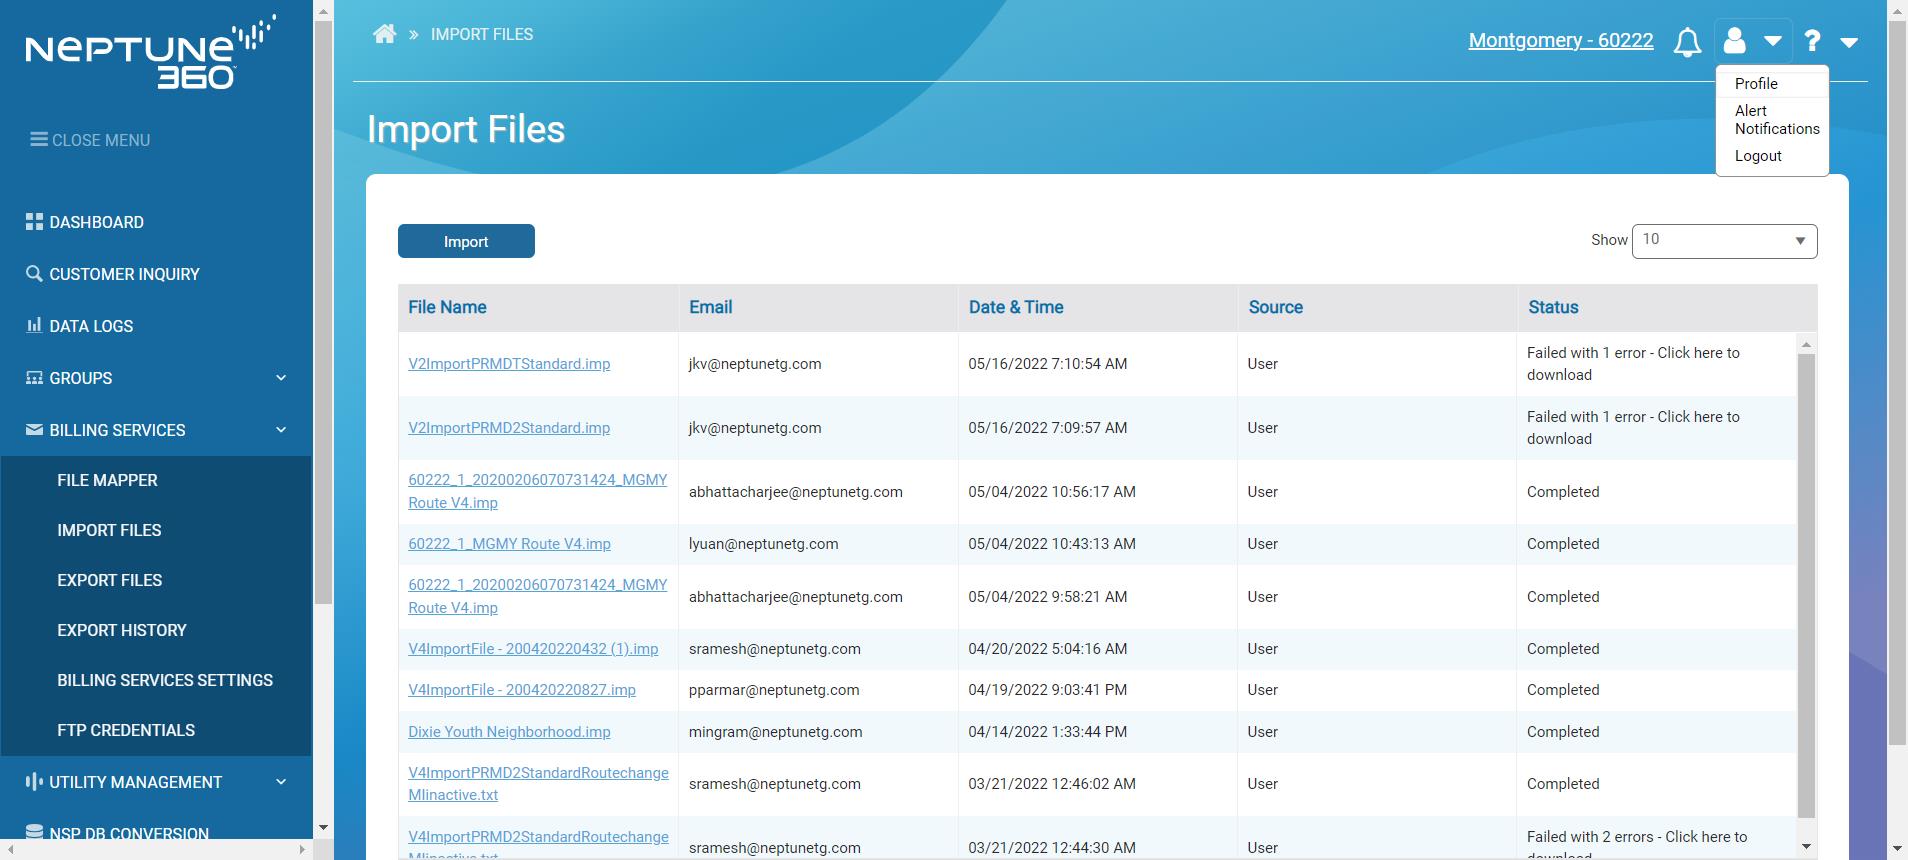 NEPTUNE
360™
CLOSE MENU
DASHBOARD
CUSTOMER INQUIRY
DATA LOGS
GROUPS
BILLING SERVICES
FILE MAPPER
IMPORT FILES
EXPORT FILES
EXPORT HISTORY
BILLING SERVICES SETTINGS
FTP CREDENTIALS
UTILITY MANAGEMENT
NSP DB CONVERSION
» IMPORT FILES
Montgomery - 60222
?
Profile
Alert
Notifications
Logout
Import Files
Import
Show 10
File Name Email Date & Time Source Status
V2ImportPRMDTStandard.imp jkv@neptunetg.com 05/16/2022 7:10:54 AM User Failed with 1 error - Click here to
download
V2ImportPRMD2Standard.imp jkv@neptunetg.com 05/16/2022 7:09:57 AM User Failed with 1 error - Click here to
download
60222_1_20200206070731424_MGMY
Route V4.imp abhattacharjee@neptunetg.com 05/04/2022 10:56:17 AM User Completed
60222_1_MGMY Route V4.imp lyuan@neptunetg.com 05/04/2022 10:43:13 AM User Completed
60222_1_20200206070731424_MGMY
Route V4.imp abhattacharjee@neptunetg.com 05/04/2022 9:58:21 AM User Completed
V4ImportFile - 200420220432 (1).imp sramesh@neptunetg.com 04/20/2022 5:04:16 AM User Completed
V4ImportFile - 200420220827.imp pparmar@neptunetg.com 04/19/2022 9:03:41 PM User Completed
Dixie Youth Neighborhood.imp mingram@neptunetg.com 04/14/2022 1:33:44 PM User Completed
V4ImportPRMD2StandardRoutechange
MIinactive.txt sramesh@neptunetg.com 03/21/2022 12:46:02 AM User Completed
V4ImportPRMD2StandardRoutechange
MIinactive.txt sramesh@neptunetg.com 03/21/2022 12:44:30 AM User Failed with 2 errors - Click here to
download